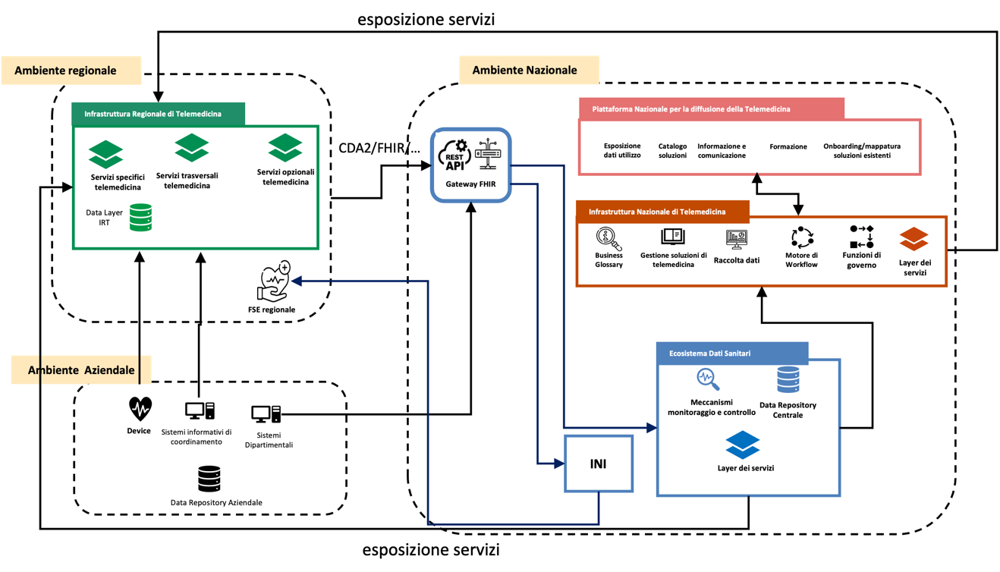 esposizione servizi
Ambiente regionale
Ambiente Nazionale
Infrastruttura Regionale di Telemedicina
Servizi specifici
telemedicina
Servizi trasversali
telemedicina
Servizi opzionali
telemedicina
Data Layer
IRT
FSE regionale
CDA2/FHIR/...
REST
API
Gateway FHIR
Piattaforma Nazionale per la diffusione della Telemedicina
Esposizione
dati utilizzo
Catalogo
soluzioni
Informazione e
comunicazione
Formazione
Onboarding/mappatura
soluzioni esistenti
Infrastruttura Nazionale di Telemedicina
Business
Glossary
Gestione soluzioni di
telemedicina
Raccolta dati
Motore di
Workflow
Funzioni di
governo
Layer dei
servizi
Ambiente Aziendale
Device
Sistemi informativi di
coordinamento
Sistemi
Dipartimentali
Data Repository Aziendale
Ecosistema Dati Sanitari
Meccanismi
monitoraggio e controllo
Data Repository
Centrale
Layer dei servizi
INI
esposizione servizi